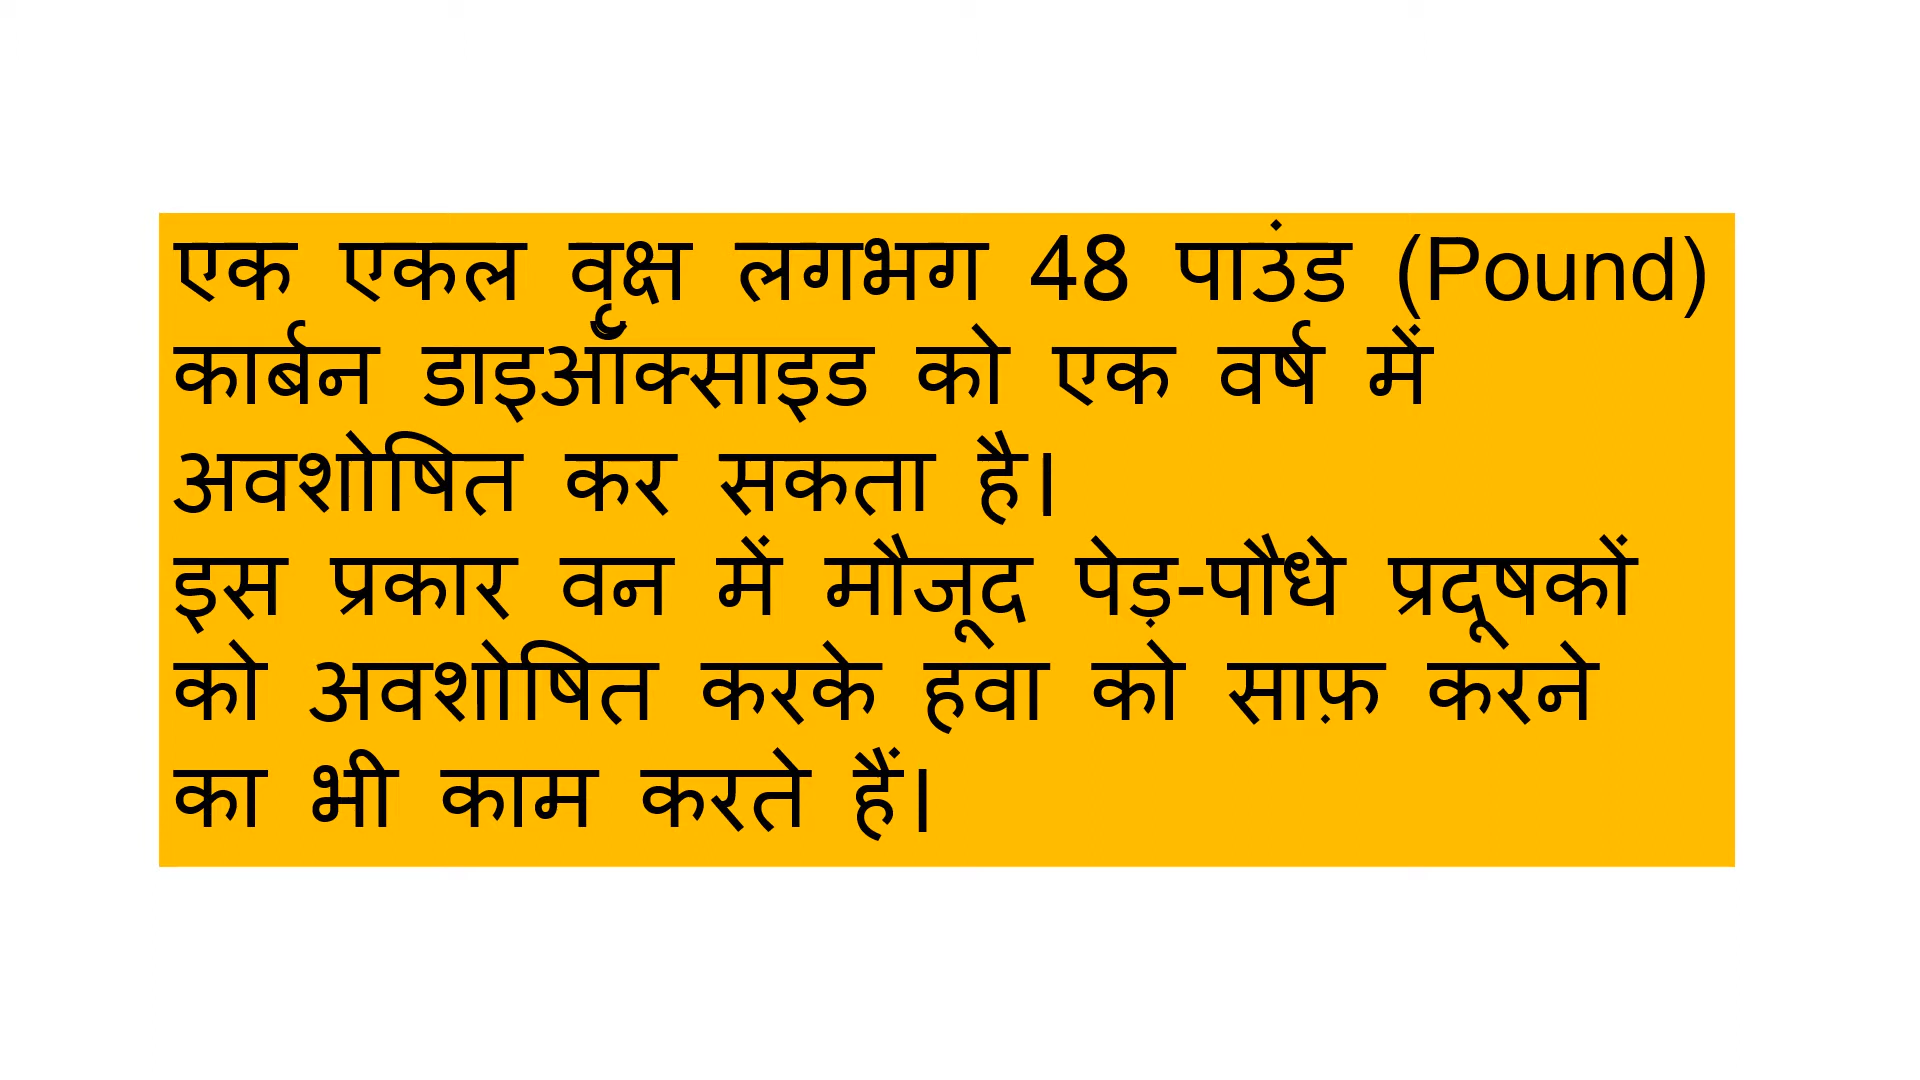 एक एकल वृक्ष लगभग 48 पाउंड (Pound)
कार्बन डाइऑक्साइड को एक वर्ष में
अवशोषित कर सकता है।
इस प्रकार वन में मौजूद पेड़-पौधे प्रदूषकों
को अवशोषित करके हवा को साफ़ करने
का भी काम करते हैं।